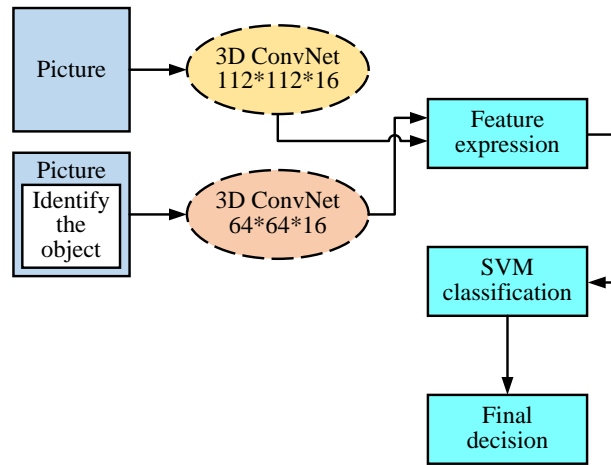 Picture
3D ConvNet
112*112*16
Feature
expression
Picture
Identify
the
object
3D ConvNet
64*64*16
SVM
classification
Final
decision